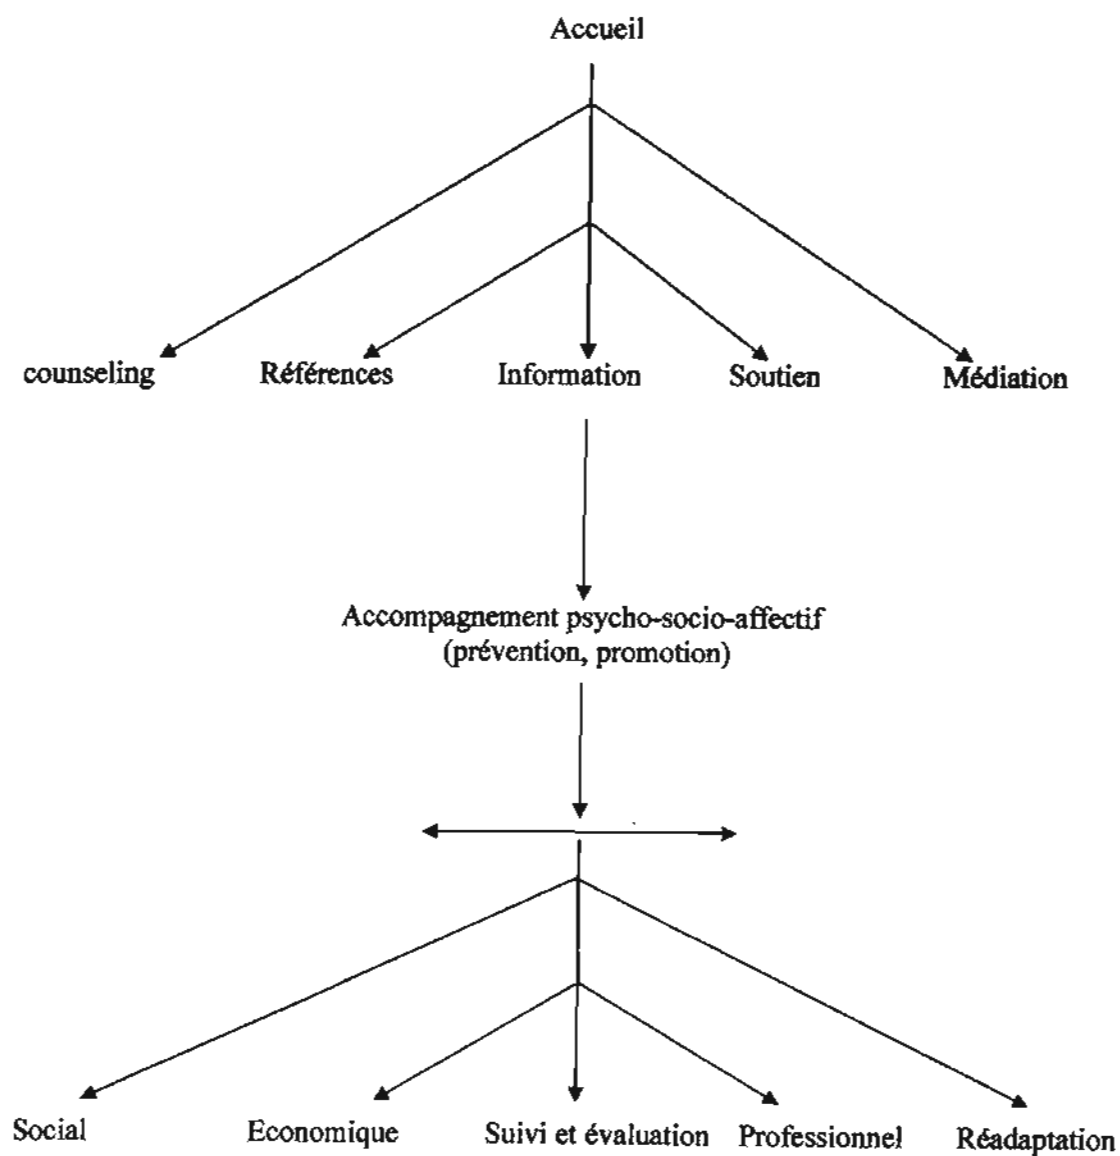 Accueil
counseling Références Information Soutien Médiation
Accompagnement psycho-socio-affectif
(prévention, promotion)
Social Economique Suivi et évaluation Professionnel Réadaptation